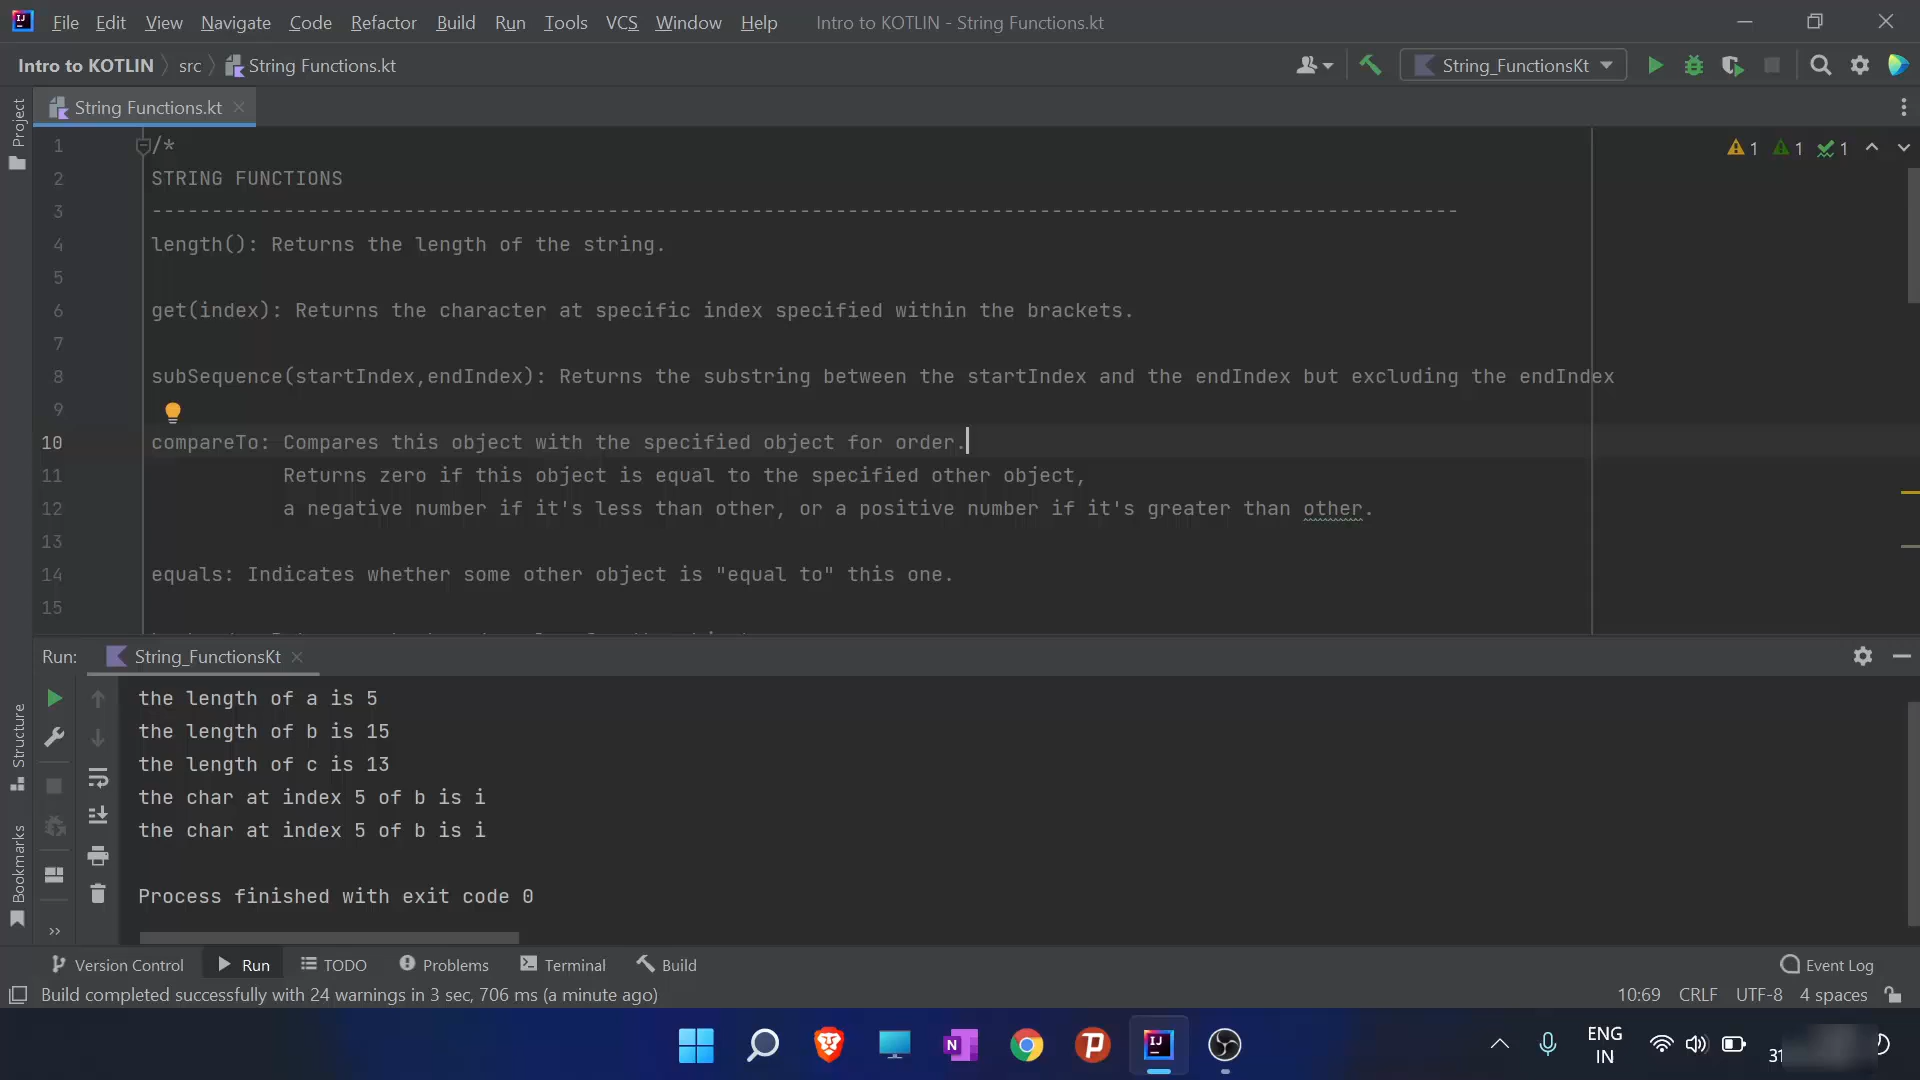 File Edit View Navigate Code Refactor Build Run Tools VCS Window Help Intro to KOTLIN - String Functions.kt
Intro to KOTLIN src String Functions.kt String_FunctionsKt
Project
String Functions.kt
1 /* 1 1 1
2 STRING FUNCTIONS
3 -------------------------------------------------------------------------------------------------------------
4 length(): Returns the length of the string.
5
6 get(index): Returns the character at specific index specified within the brackets.
7
8 subSequence(startIndex,endIndex): Returns the substring between the startIndex and the endIndex but excluding the endIndex
9
10 compareTo: Compares this object with the specified object for order.
11 Returns zero if this object is equal to the specified other object,
12 a negative number if it's less than other, or a positive number if it's greater than other.
13
14 equals: Indicates whether some other object is "equal to" this one.
15
Run: String_FunctionsKt
the length of a is 5
the length of b is 15
the length of c is 13
the char at index 5 of b is i
the char at index 5 of b is i
Process finished with exit code 0
Structure
Bookmarks
Version Control Run TODO Problems Terminal Build Event Log
Build completed successfully with 24 warnings in 3 sec, 706 ms (a minute ago) 10:69 CRLF UTF-8 4 spaces
ENG
IN
31